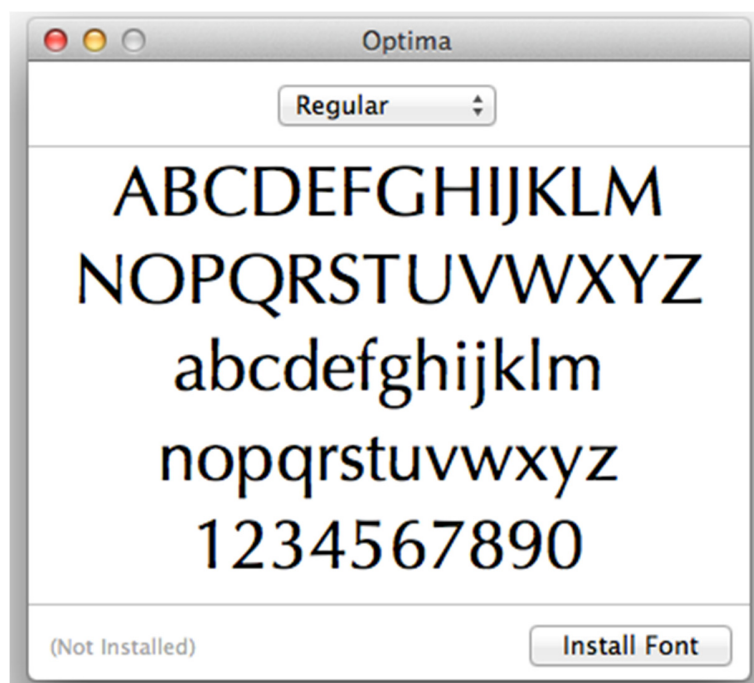 Optima
Regular
ABCDEFGHIJKLM
NOPQRSTUVWXYZ
abcdefghijklm
nopqrstuvwxyz
1234567890
(Not Installed)
Install Font